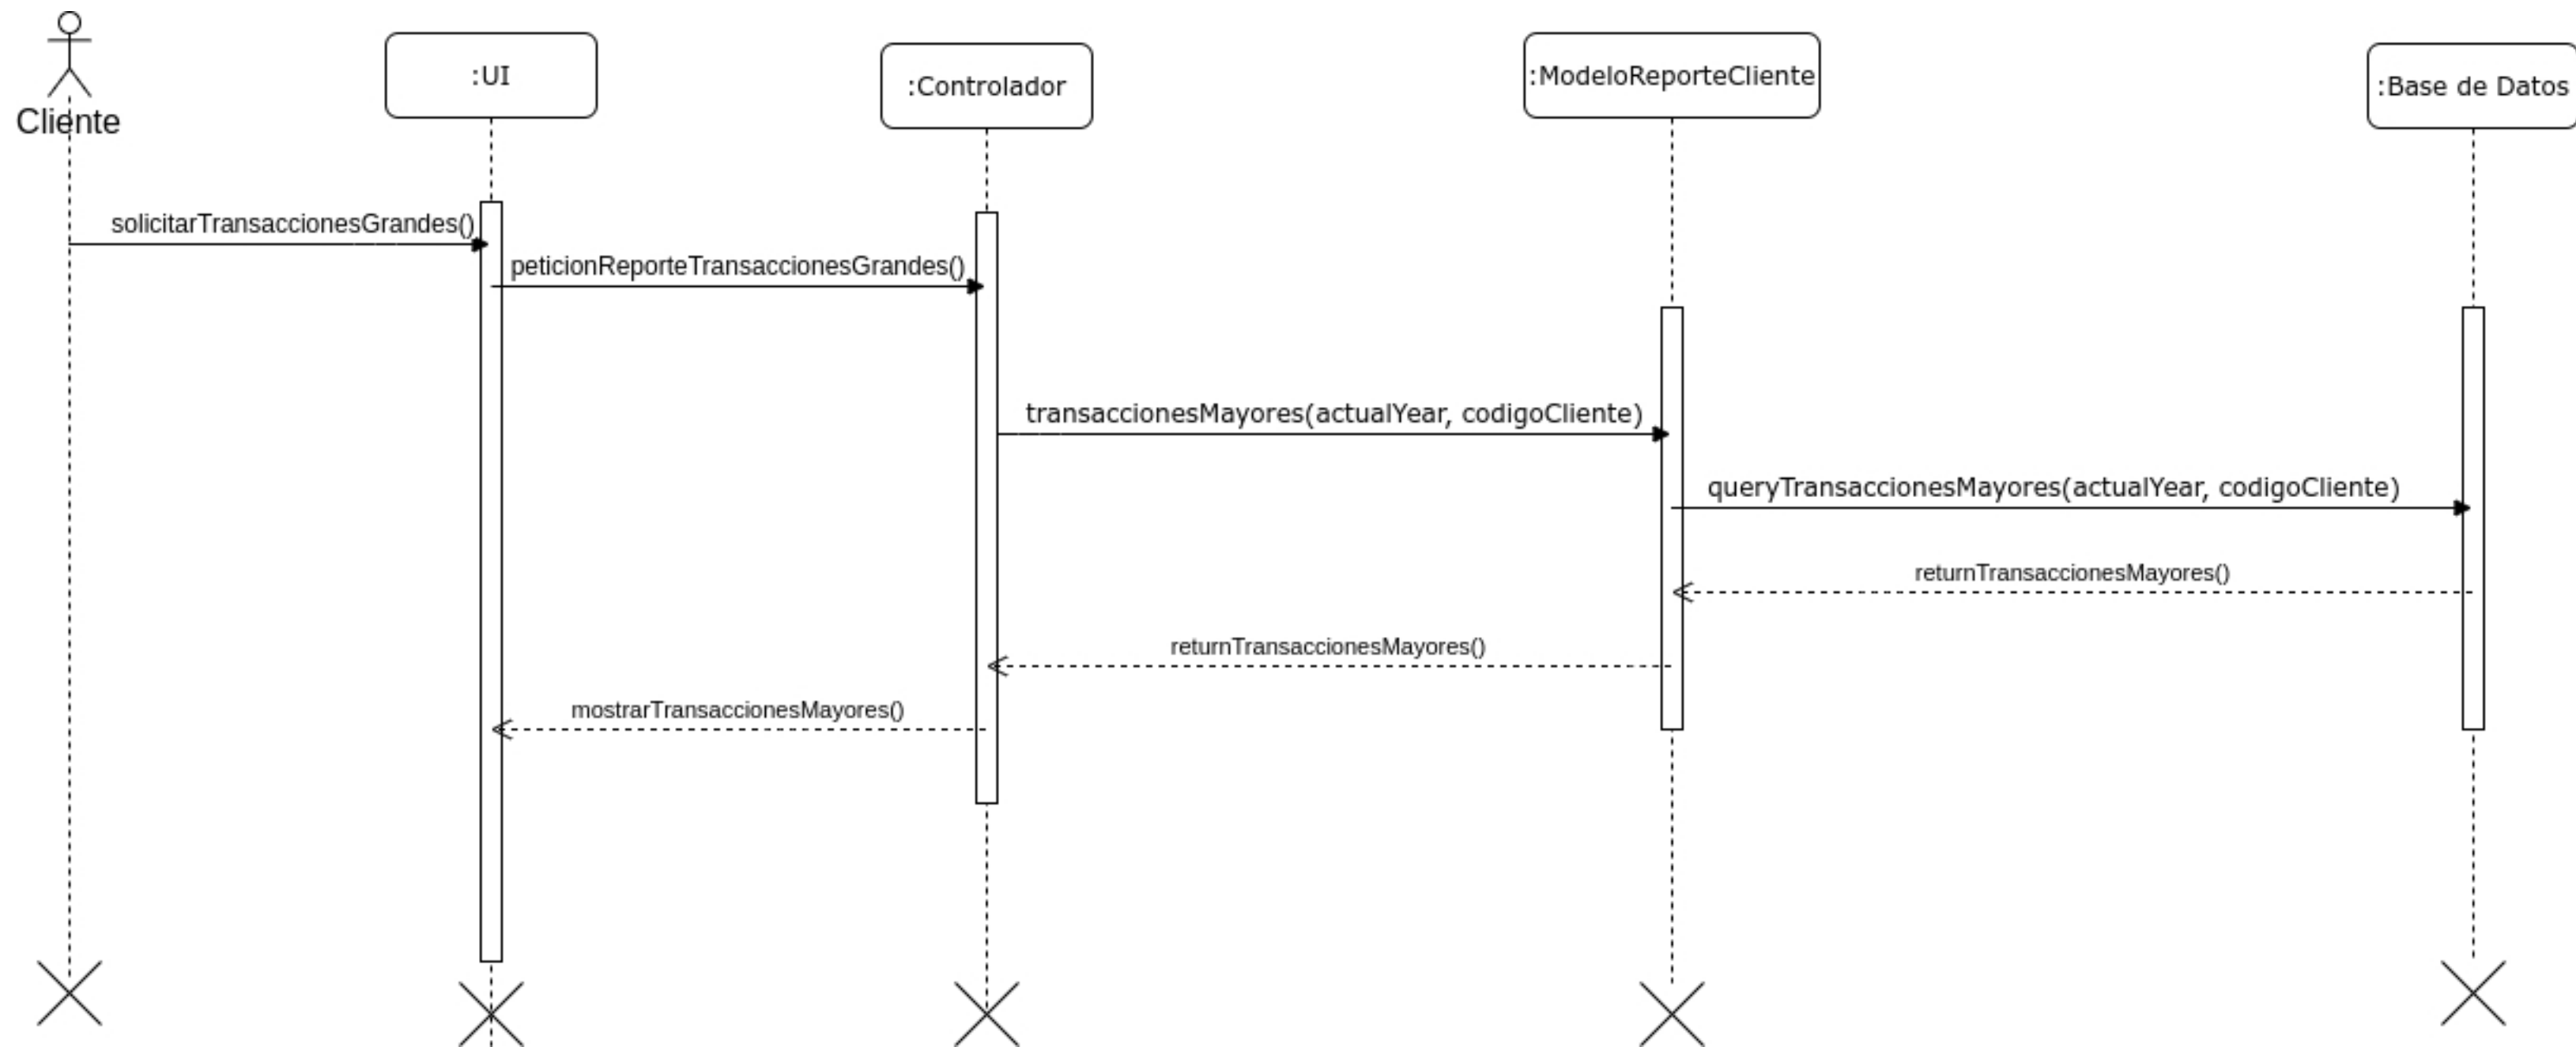 Cliente
:UI
:Controlador
:ModeloReporteCliente
:Base de Datos
solicitarTransaccionesGrandes()
peticionReporteTransaccionesGrandes()
transaccionesMayores(actualYear, codigoCliente)
queryTransaccionesMayores(actualYear, codigoCliente)
returnTransaccionesMayores()
returnTransaccionesMayores()
mostrarTransaccionesMayores()